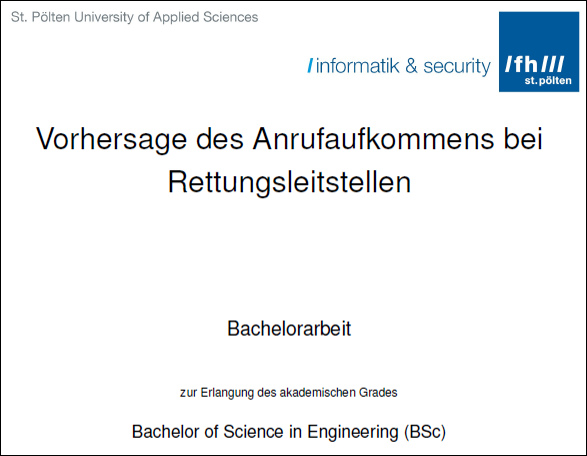 St. Pölten University of Applied Sciences
/informatik & security
/fh///
st.pölten
Vorhersage des Anrufaufkommens bei
Rettungsleitstellen
Bachelorarbeit
zur Erlangung des akademischen Grades
Bachelor of Science in Engineering (BSc)